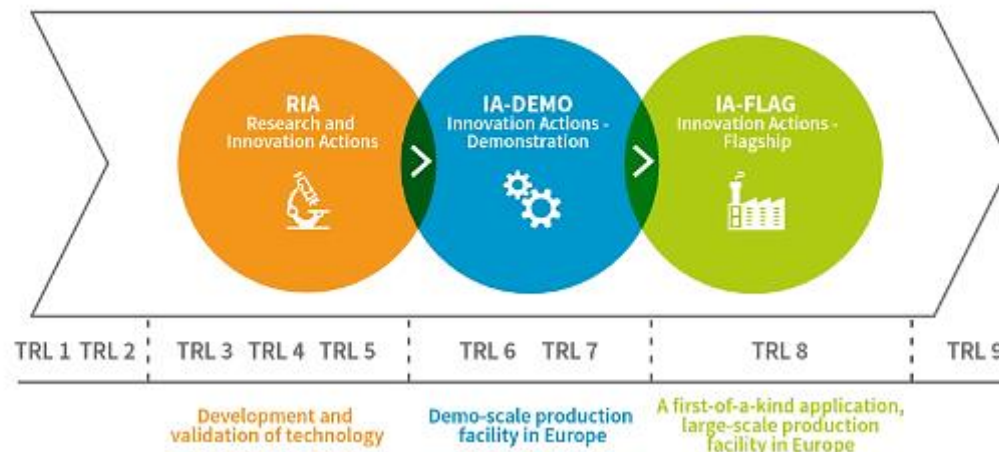 RIA
Research and
Innovation Actions
IA-DEMO
Innovation Actions -
Demonstration
IA-FLAG
Innovation Actions -
Flagship
TRL 1 TRL 2 TRL 3 TRL 4 TRL 5 TRL 6 TRL 7 TRL 8 TRL 9
Development and
validation of technology
Demo-scale production
facility in Europe
A first-of-a-kind application,
large-scale production
facility in Europe